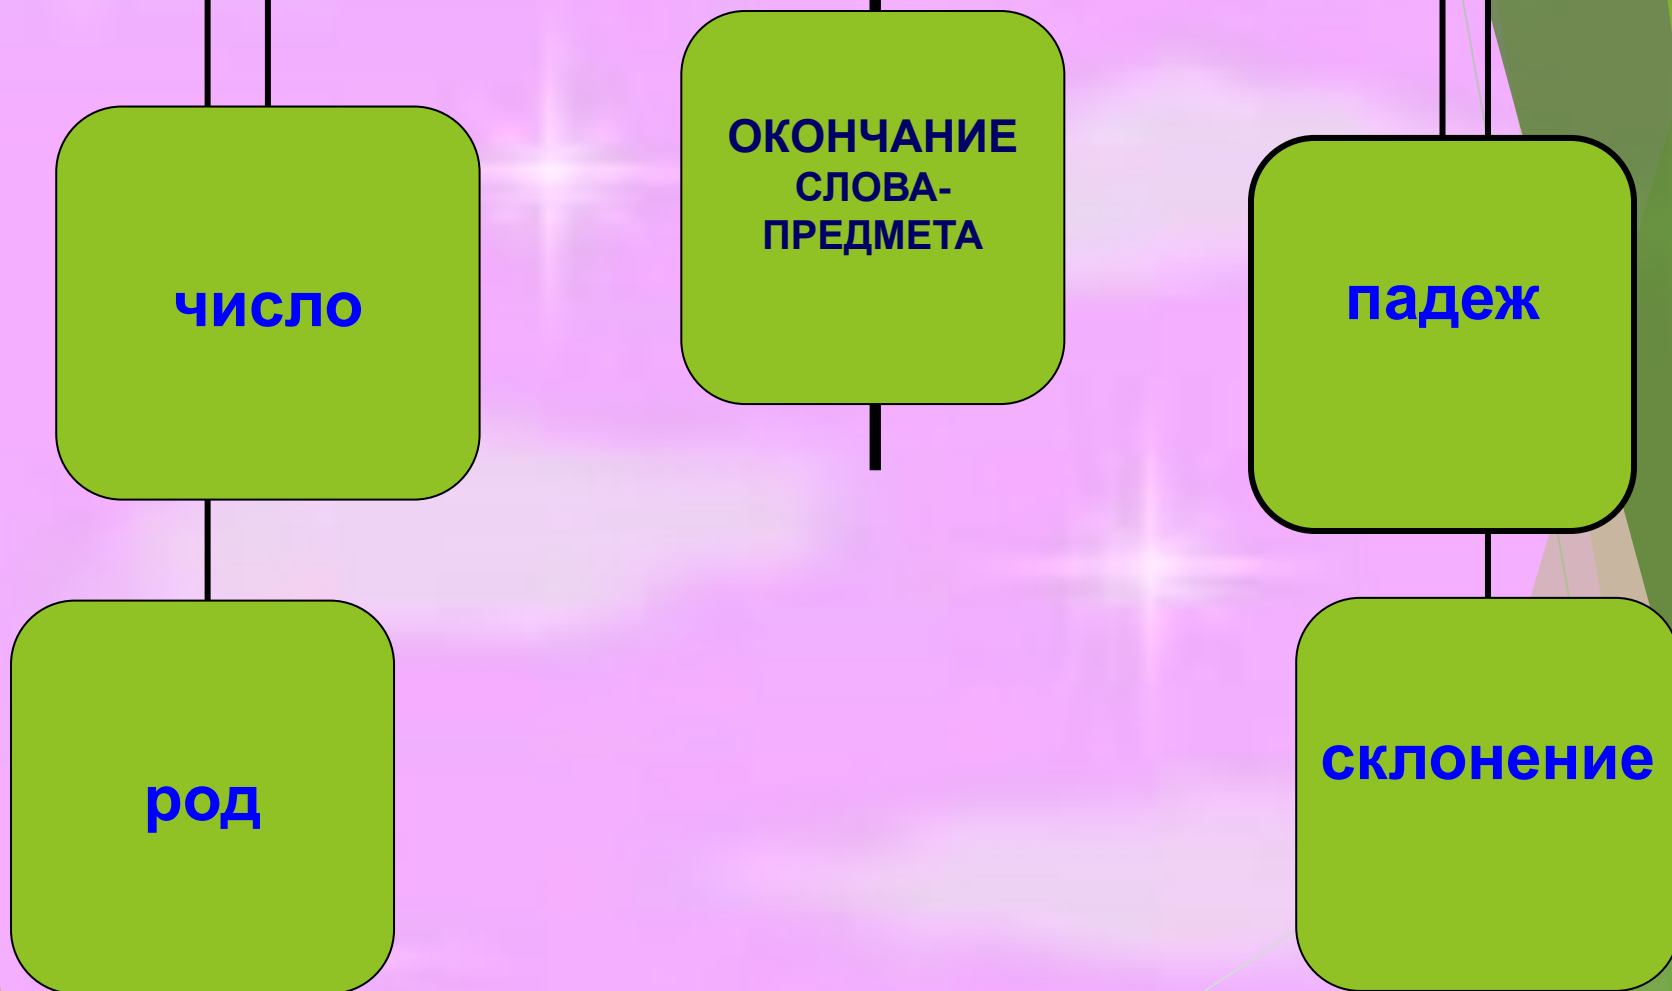 ОКОНЧАНИЕ
СЛОВА-
ПРЕДМЕТА
число
падеж
род
склонение